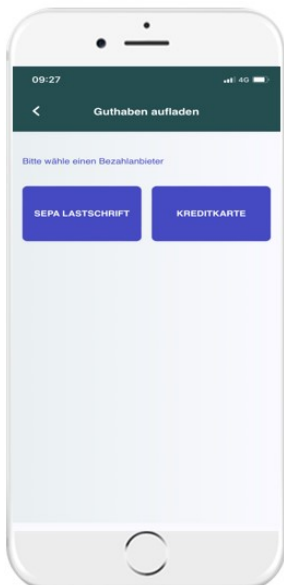 09:27
4G
Guthaben aufladen
Bitte wähle einen Bezahlanbieter
SEPA LASTSCHRIFT
KREDITKARTE